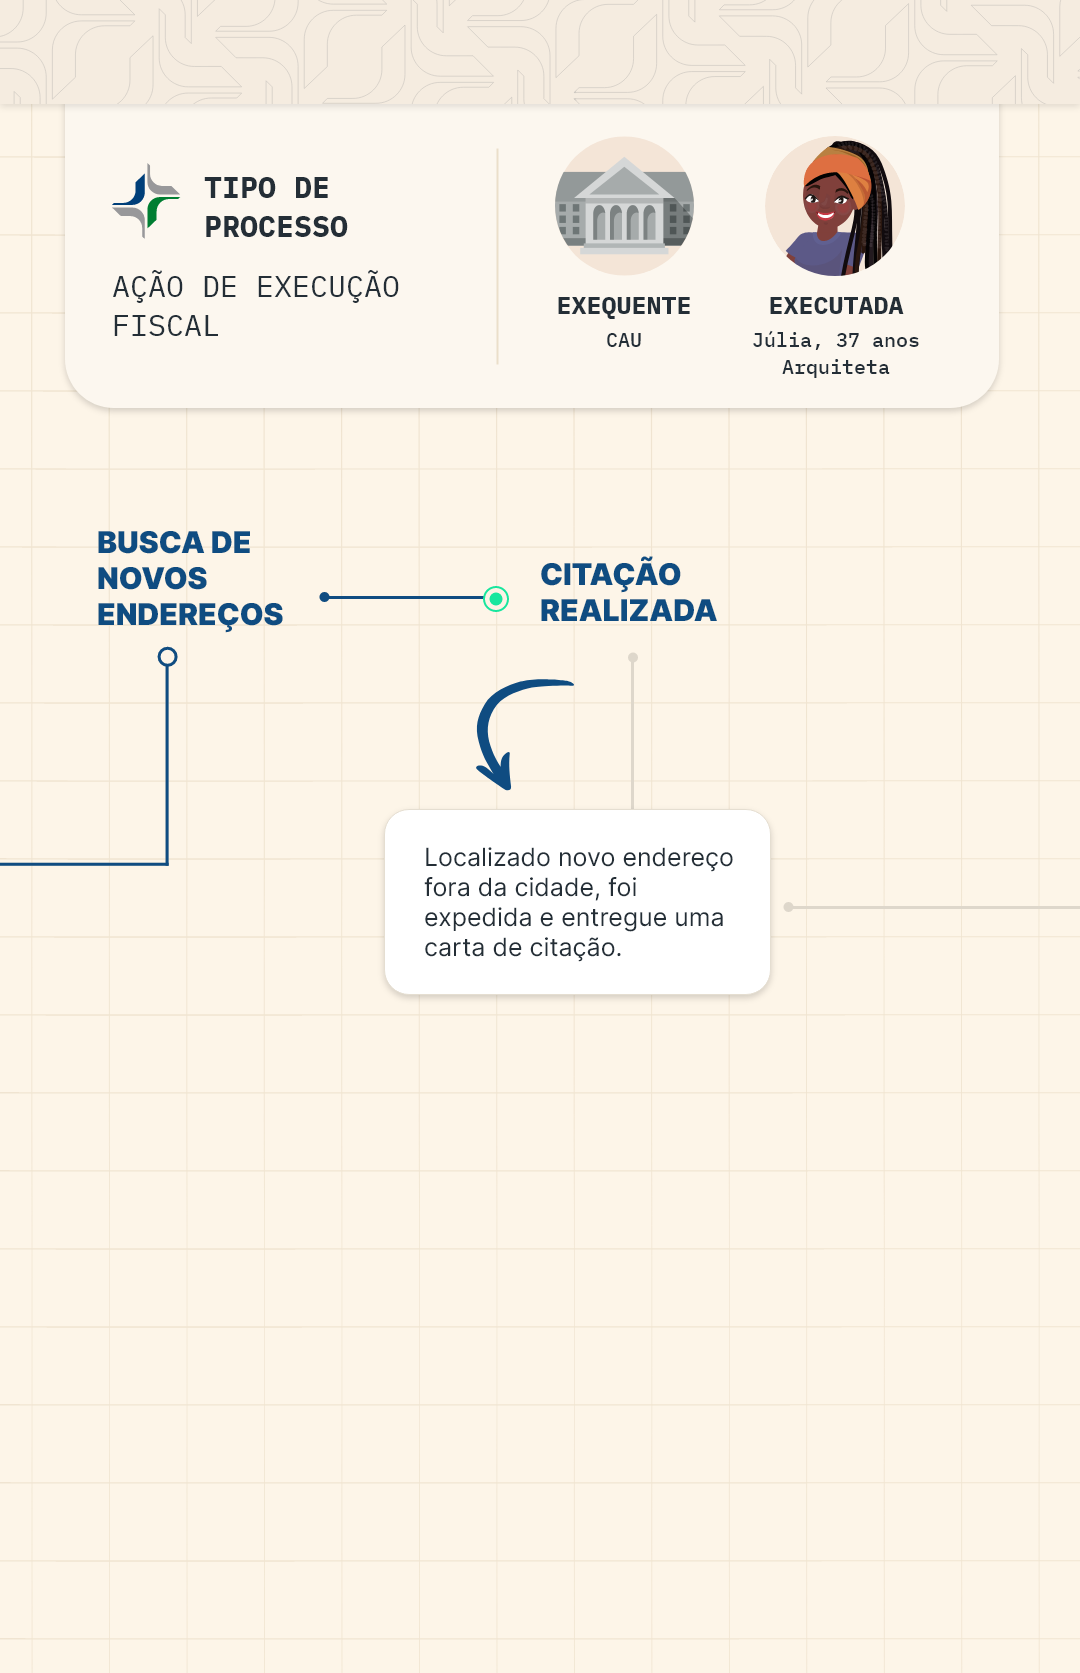 TIPO DE
PROCESSO
AÇÃO DE EXECUÇÃO
FISCAL
EXEQUENTE
CAU
EXECUTADA
Júlia, 37 anos
Arquiteta
BUSCA DE
NOVOS
ENDEREÇOS
CITAÇÃO
REALIZADA
Localizado novo endereço
fora da cidade, foi
expedida e entregue uma
carta de citação.